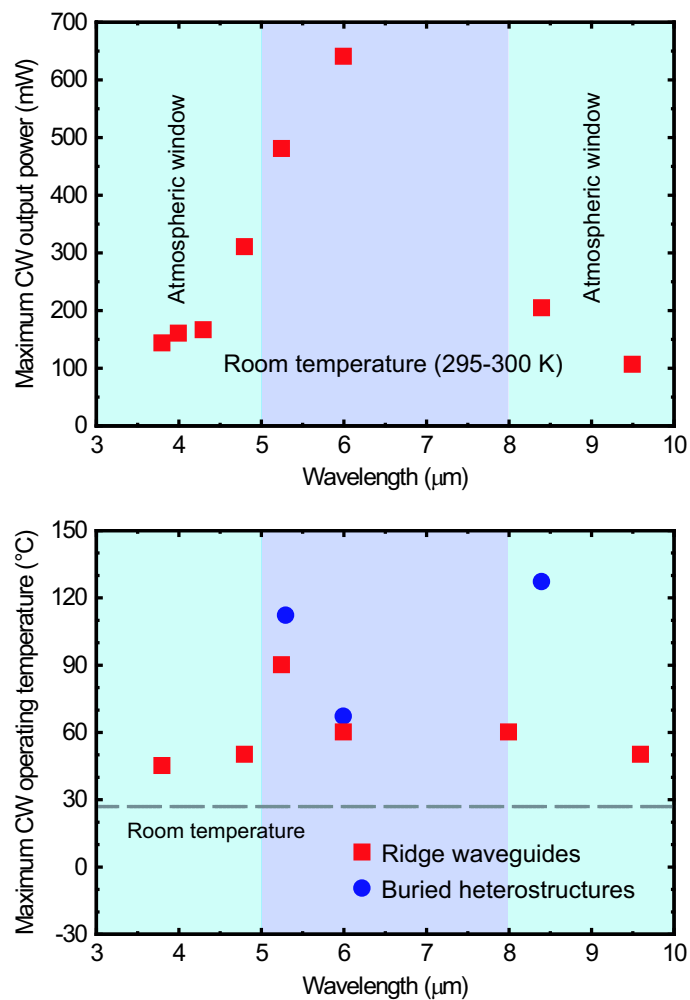 Maximum CW output power (mW)
700
600
500
400
300
200
100
0
Atmospheric window
Atmospheric window
Room temperature (295-300 K)
3 4 5 6 7 8 9 10
Wavelength (μm)
Maximum CW operating temperature (°C)
150
120
90
60
30
0
-30
Room temperature
Ridge waveguides
Buried heterostructures
3 4 5 6 7 8 9 10
Wavelength (μm)